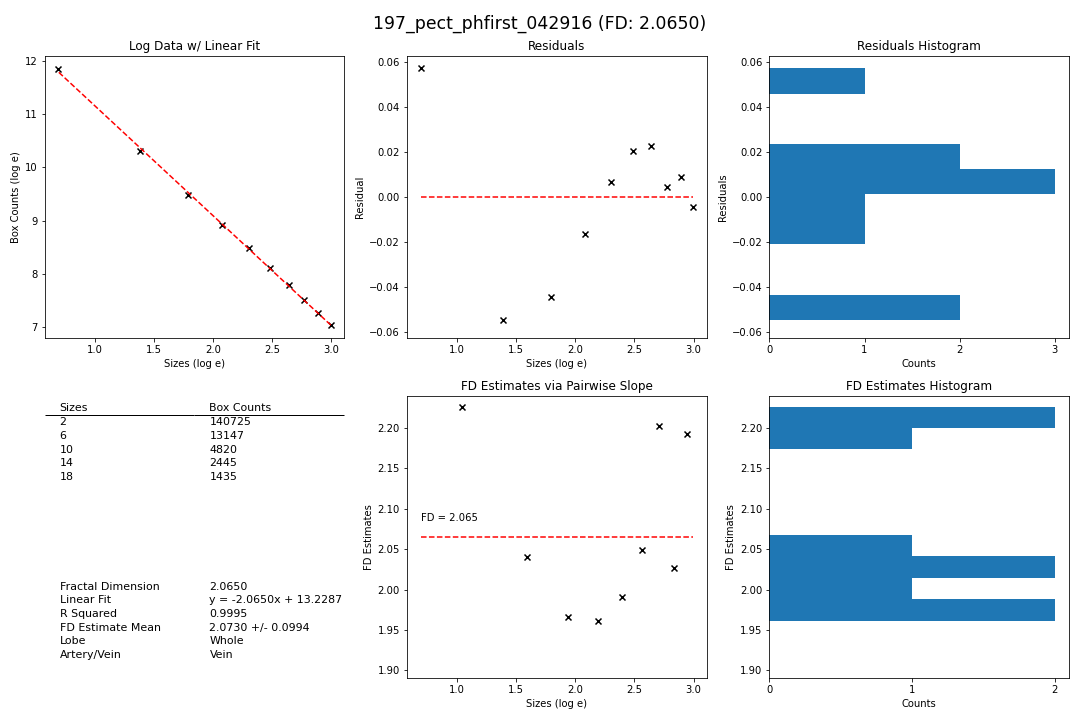 197_pect_phfirst_042916 (FD: 2.0650)
Log Data w/ Linear Fit
Box Counts (log e)
12
11
10
9
8
7
1.0 1.5 2.0 2.5 3.0
Sizes (log e)
Residuals
Residual
0.06
0.04
0.02
0.00
−0.02
−0.04
−0.06
1.0 1.5 2.0 2.5 3.0
Sizes (log e)
Residuals Histogram
Residuals
0.06
0.04
0.02
0.00
−0.02
−0.04
−0.06
0 1 2 3
Counts
Sizes Box Counts
2 140725
6 13147
10 4820
14 2445
18 1435
Fractal Dimension 2.0650
Linear Fit y = -2.0650x + 13.2287
R Squared 0.9995
FD Estimate Mean 2.0730 +/- 0.0994
Lobe Whole
Artery/Vein Vein
FD Estimates via Pairwise Slope
FD Estimates
2.20
2.15
2.10
2.05
2.00
1.95
1.90
FD = 2.065
1.0 1.5 2.0 2.5 3.0
Sizes (log e)
FD Estimates Histogram
FD Estimates
2.20
2.15
2.10
2.05
2.00
1.95
1.90
0 1 2
Counts